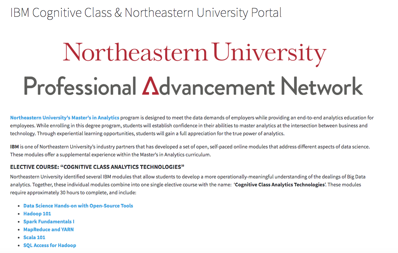 IBM Cognitive Class & Northeastern University Portal
Northeastern University
Professional Advancement Network
Northeastern University's Master's in Analytics program is designed to meet the data demands of employers while providing an end-to-end analytics education for
employees. While enrolling in this degree program, students will establish confidence in their abilities to master analytics at the intersection between business and
technology. Through experiential learning opportunities, students will gain a full appreciation for the true power of analytics.
IBM is one of Northeastern University's industry partners that has developed a set of open, self-paced online modules that address different aspects of data science.
These modules offer a supplemental experience within the Master's in Analytics curriculum.
ELECTIVE COURSE: "COGNITIVE CLASS ANALYTICS TECHNOLOGIES"
Northeastern University identified several IBM modules that allow students to develop a more operationally-meaningful understanding of the dealings of Big Data
analytics. Together, these individual modules combine into one single elective course with the name: 'Cognitive Class Analytics Technologies'. These modules
require approximately 30 hours to complete, and include:
• Data Science Hands-on with Open-Source Tools
• Hadoop 101
• Spark Fundamentals I
• MapReduce and YARN
• Scala 101
• SQL Access for Hadoop